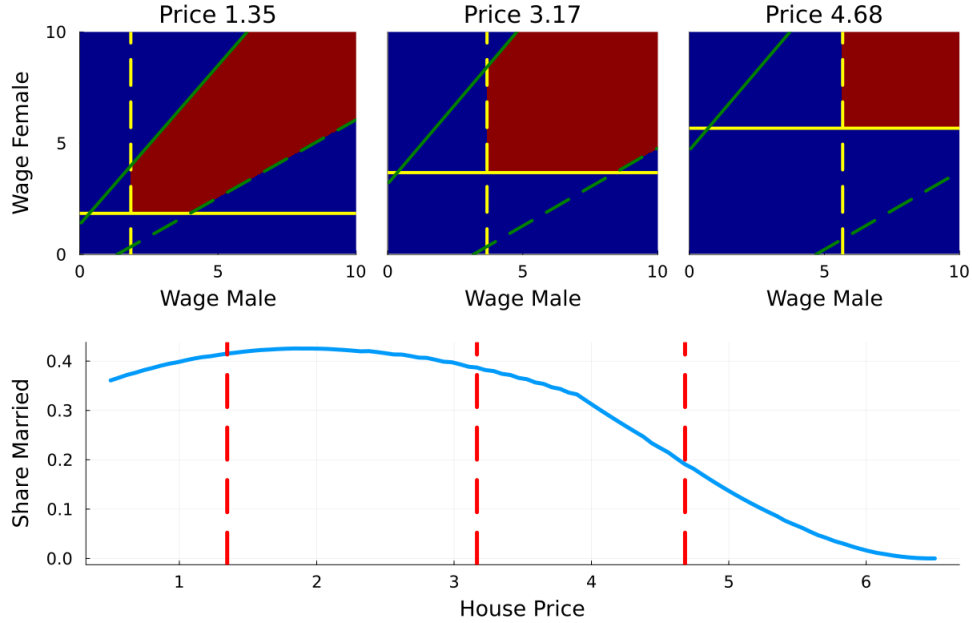 Price 1.35
Price 3.17
Price 4.68
10
5
0
Wage Female
0 5 10
0 5 10
0 5 10
Wage Male
Wage Male
Wage Male
0.4
0.3
0.2
0.1
0.0
Share Married
1 2 3 4 5 6
House Price